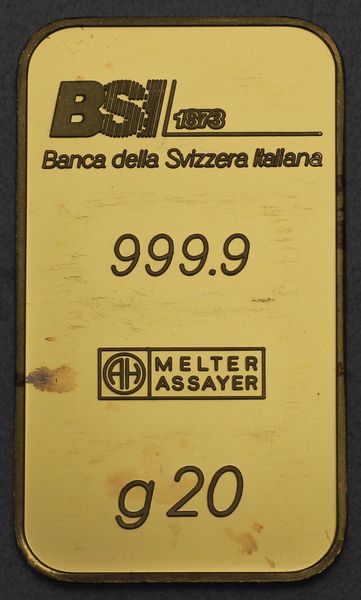 BSI 1873
Banca della Svizzera Italiana
999.9
AH MELTER
ASSAYER
g 20